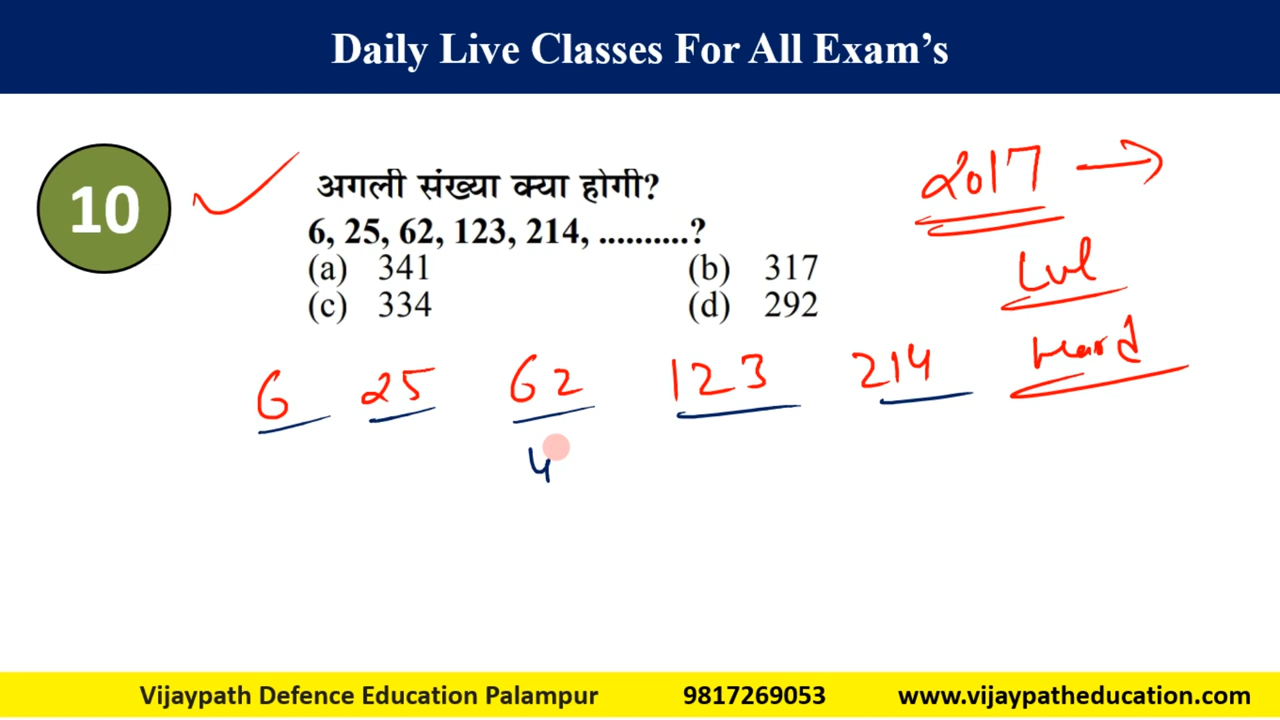 Daily Live Classes For All Exam's
10
अगली संख्या क्या होगी?
6, 25, 62, 123, 214, ..........?
(a) 341 (b) 317
(c) 334 (d) 292
2017 →
Lvl
Hard
6 25 62 123 214
4
Vijaypath Defence Education Palampur 9817269053 www.vijaypatheducation.com